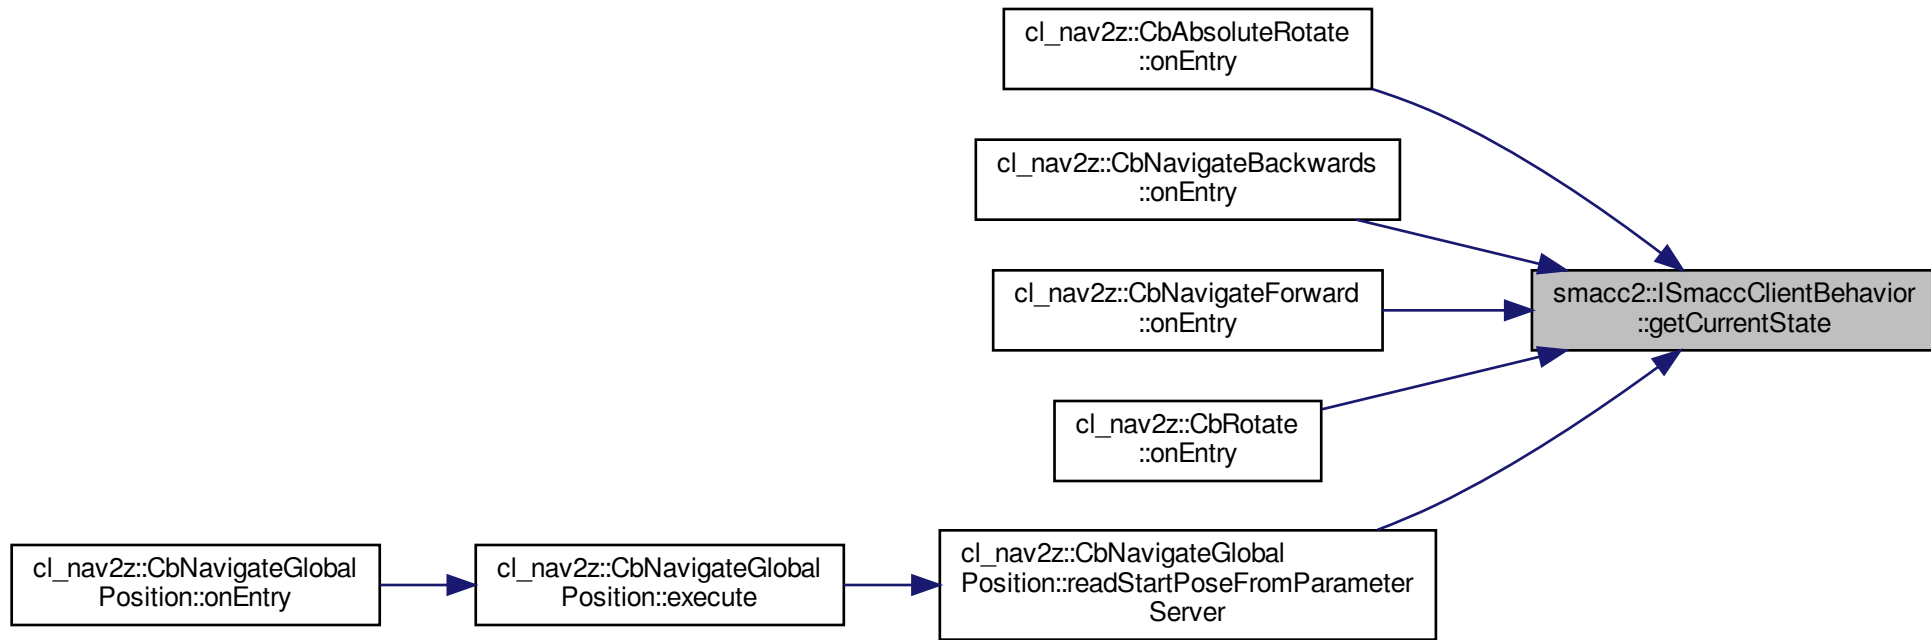 cl_nav2z::CbAbsoluteRotate
::onEntry
cl_nav2z::CbNavigateBackwards
::onEntry
cl_nav2z::CbNavigateForward
::onEntry
smacc2::ISmaccClientBehavior
::getCurrentState
cl_nav2z::CbRotate
::onEntry
cl_nav2z::CbNavigateGlobal
Position::onEntry
cl_nav2z::CbNavigateGlobal
Position::execute
cl_nav2z::CbNavigateGlobal
Position::readStartPoseFromParameter
Server